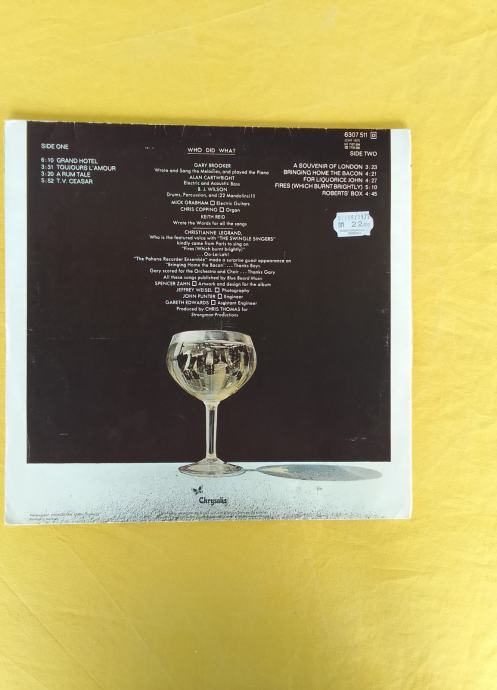 6307 511 D
SIDE ONE
6:10 GRAND HOTEL
3:31 TOUJOURS L'AMOUR
3:20 A RUM TALE
5:52 T.V. CEASAR
WHO DID WHAT
GARY BROOKER
Wrote and Sang the Melodies, and played the Piano
ALAN CARTWRIGHT
Electric and Acoustic Bass
B. J. WILSON
Drums, Percussion, and (22 Mandolins!!)
MICK GRABHAM □ Electric Guitars
CHRIS COPPING □ Organ
KEITH REID
Wrote the Words for all the songs
CHRISTIANNE LEGRAND,
Who is the featured voice with "THE SWINGLE SINGERS"
kindly came from Paris to sing on
"Fires (Which burnt brightly)"
... Oo-La-Lah!
"The Pahana Recorder Ensemble" made a surprise guest appearance on
"Bringing Home the Bacon" ... Thanks Boys
Gary scored for the Orchestra and Choir ... Thanks Gary
All these songs published by Blue Beard Music
SPENCER ZAHN □ Artwork and design for the album
JEFFREY WEISEL □ Photography
JOHN PUNTER □ Engineer
GARETH EDWARDS □ Assistant Engineer
Produced by CHRIS THOMAS for
Strongman Productions
SIDE TWO
A SOUVENIR OF LONDON 3:23
BRINGING HOME THE BACON 4:21
FOR LIQUORICE JOHN 4:27
FIRES (WHICH BURNT BRIGHTLY) 5:10
ROBERTS' BOX 4:45
DM 22
Chrysalis